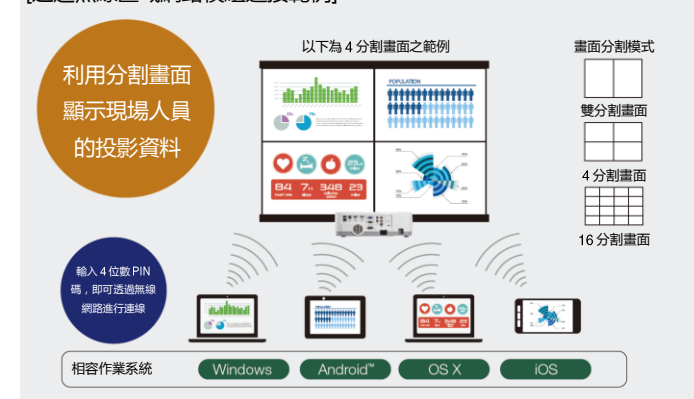 以下為 4 分割畫面之範例
畫面分割模式
利用分割畫面
顯示現場人員
的投影資料
POPULATION
84 7 348 23
雙分割畫面
4 分割畫面
16 分割畫面
輸入 4 位數 PIN
碼，即可透過無線
網路進行連線
相容作業系統
Windows
Android™
OS X
iOS